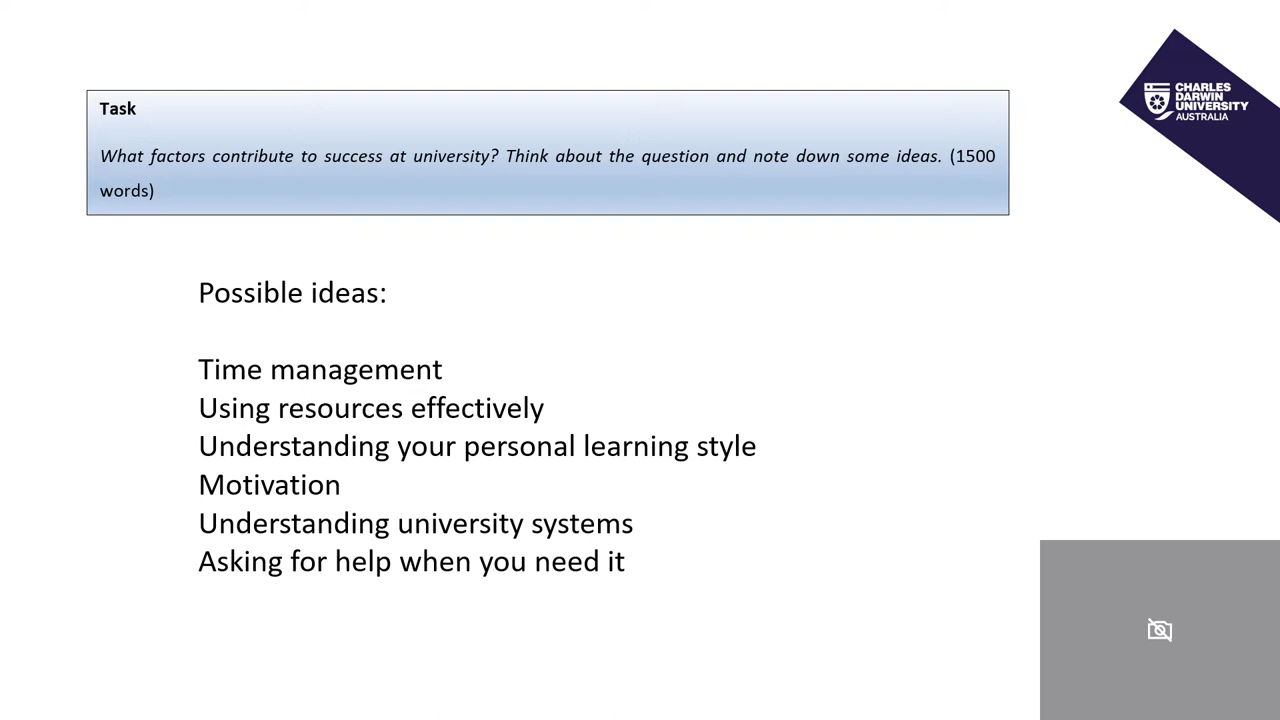 Task
What factors contribute to success at university? Think about the question and note down some ideas. (1500
words)
CHARLES
DARWIN
UNIVERSITY
AUSTRALIA
Possible ideas:
Time management
Using resources effectively
Understanding your personal learning style
Motivation
Understanding university systems
Asking for help when you need it